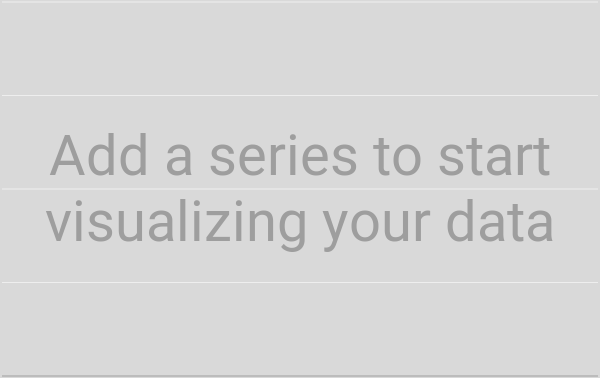 Add a series to start
visualizing your data